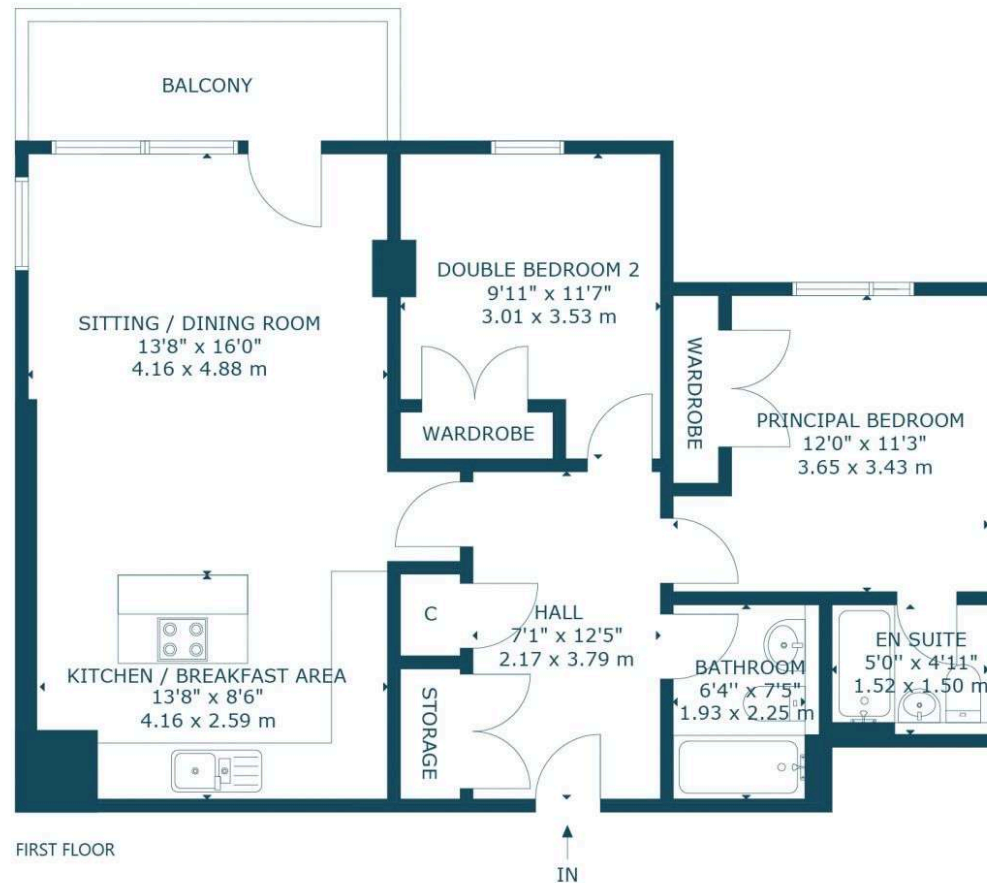 BALCONY
DOUBLE BEDROOM 2
9'11" x 11'7"
3.01 x 3.53 m
SITTING / DINING ROOM
13'8" x 16'0"
4.16 x 4.88 m
WARDROBE
WARDROBE
PRINCIPAL BEDROOM
12'0" x 11'3"
3.65 x 3.43 m
C
HALL
7'1" x 12'5"
2.17 x 3.79 m
KITCHEN / BREAKFAST AREA
13'8" x 8'6"
4.16 x 2.59 m
STORAGE
BATHROOM
6'4" x 7'5"
1.93 x 2.25 m
EN SUITE
5'0" x 4'11"
1.52 x 1.50 m
FIRST FLOOR
IN